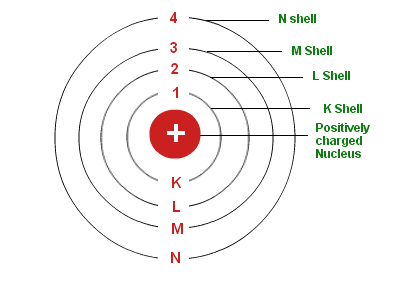 4
N shell
3
M Shell
2
L Shell
1
K Shell
+
Positively
charged
Nucleus
K
L
M
N